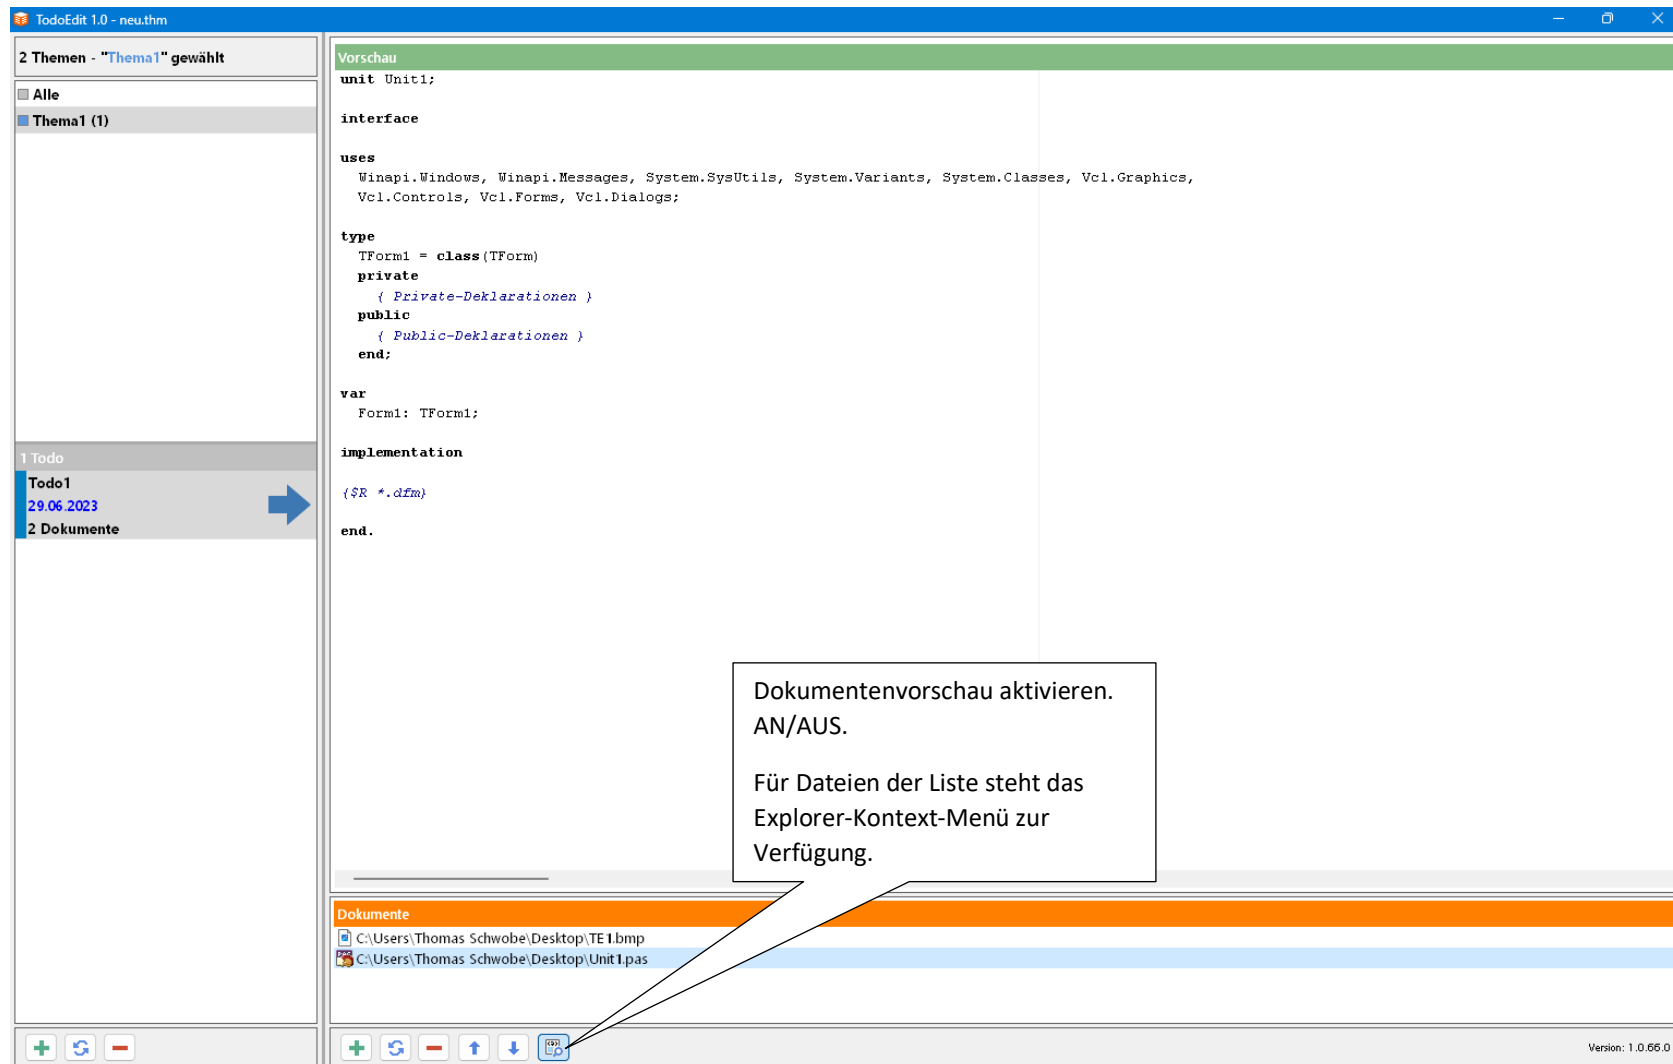 TodoEdit 1.0 - neu.thm
2 Themen - "Thema1" gewählt
Alle
Thema1 (1)
1 Todo
Todo1
29.06.2023
2 Dokumente
Vorschau
unit Unit1;
interface
uses
Winapi.Windows, Winapi.Messages, System.SysUtils, System.Variants, System.Classes, Vcl.Graphics,
Vcl.Controls, Vcl.Forms, Vcl.Dialogs;
type
TForm1 = class(TForm)
private
{ Private-Deklarationen }
public
{ Public-Deklarationen }
end;
var
Form1: TForm1;
implementation
{$R *.dfm}
end.
Dokumentenvorschau aktivieren.
AN/AUS.
Für Dateien der Liste steht das
Explorer-Kontext-Menü zur
Verfügung.
Dokumente
C:\Users\Thomas Schwobe\Desktop\TE1.bmp
C:\Users\Thomas Schwobe\Desktop\Unit1.pas
Version: 1.0.66.0